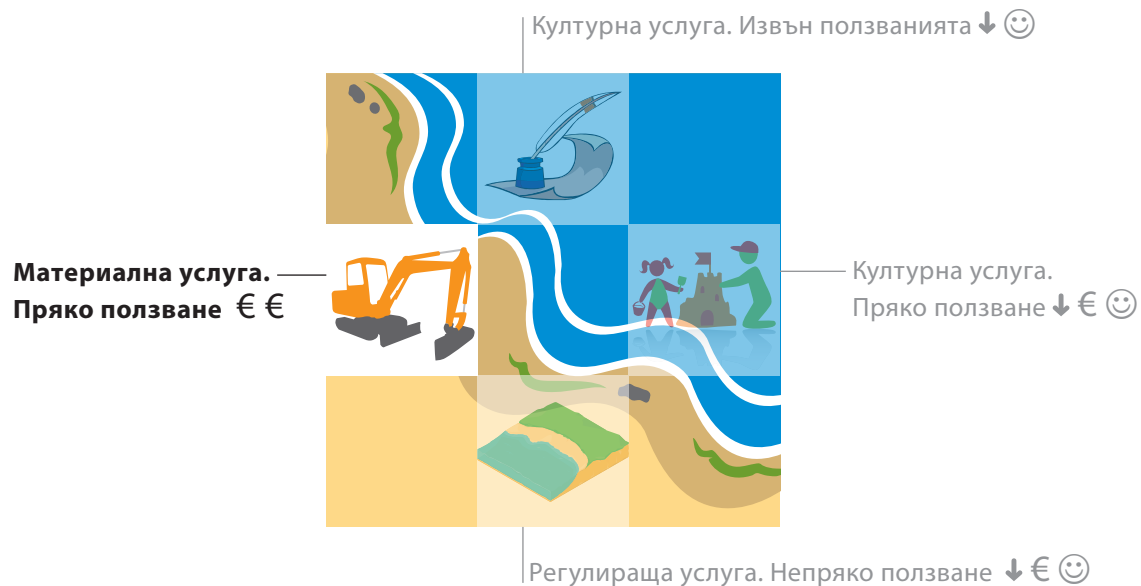 Културна услуга. Извън ползванията ↓ ☺
Материална услуга.
Пряко ползване € €
Културна услуга.
Пряко ползване ↓ € ☺
Регулираща услуга. Непряко ползване ↓ € ☺